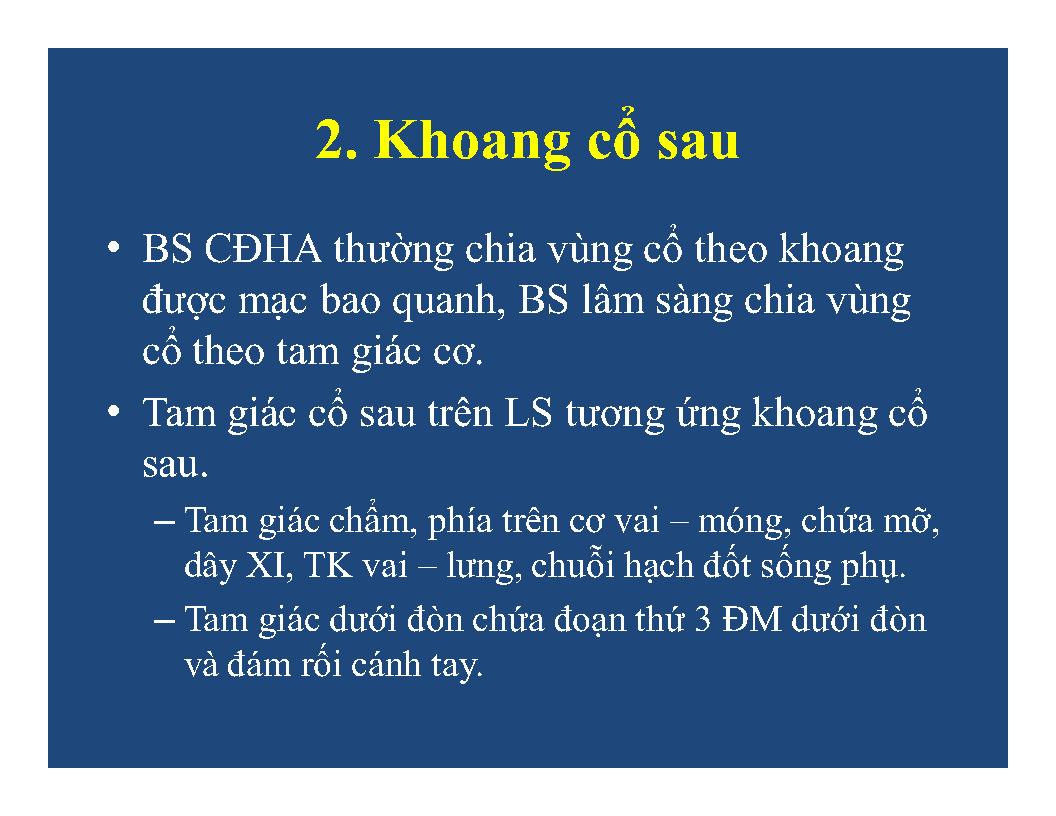 2. Khoang cổ sau
• BS CĐHA thường chia vùng cổ theo khoang
được mạc bao quanh, BS lâm sàng chia vùng
cổ theo tam giác cơ.
• Tam giác cổ sau trên LS tương ứng khoang cổ
sau.
– Tam giác chẩm, phía trên cơ vai – móng, chứa mỡ,
dây XI, TK vai – lưng, chuỗi hạch đốt sống phụ.
– Tam giác dưới đòn chứa đoạn thứ 3 ĐM dưới đòn
và đám rối cánh tay.